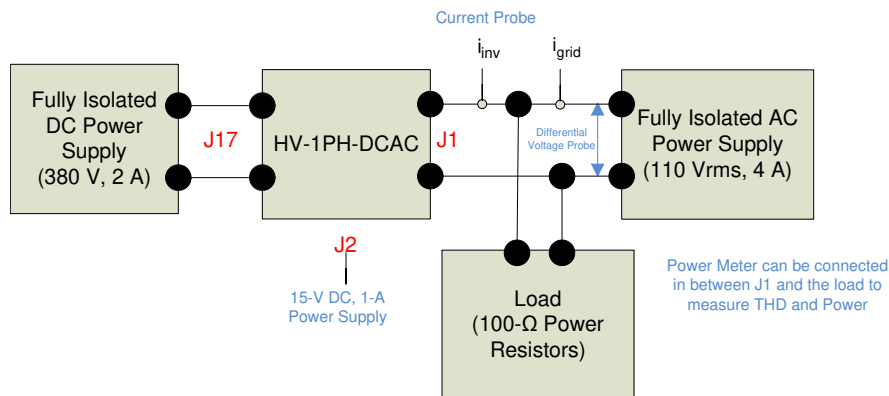 Current Probe
i_inv
i_grid
Fully Isolated
DC Power
Supply
(380 V, 2 A)
J17
HV-1PH-DCAC
J1
Differential
Voltage Probe
Fully Isolated AC
Power Supply
(110 Vrms, 4 A)
J2
15-V DC, 1-A
Power Supply
Load
(100-Ω Power
Resistors)
Power Meter can be connected
in between J1 and the load to
measure THD and Power